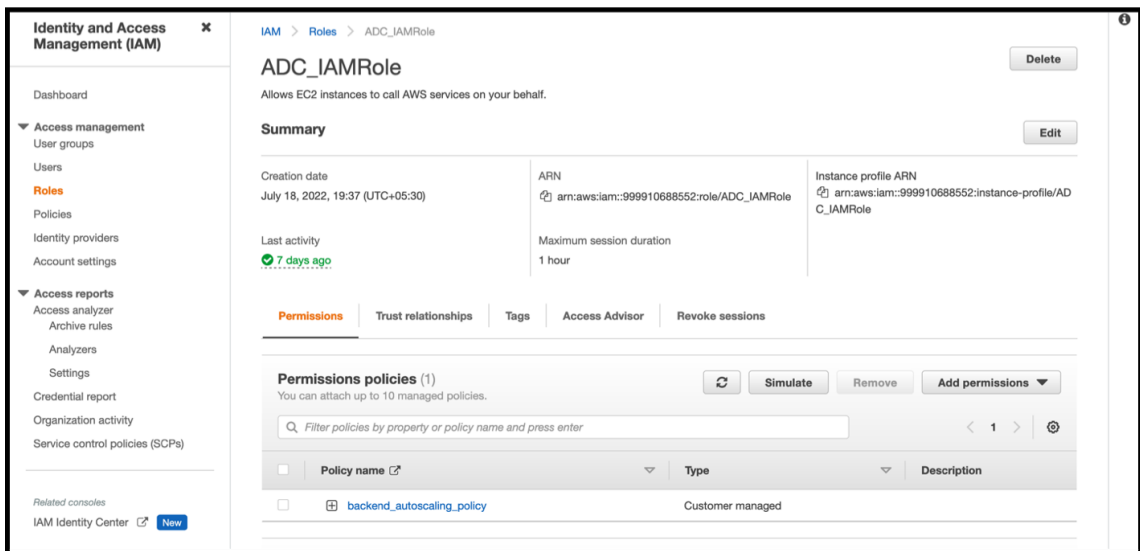 Identity and Access
Management (IAM)
Dashboard
Access management
User groups
Users
Roles
Policies
Identity providers
Account settings
Access reports
Access analyzer
Archive rules
Analyzers
Settings
Credential report
Organization activity
Service control policies (SCPs)
Related consoles
IAM Identity Center New
IAM > Roles > ADC_IAMRole
ADC_IAMRole
Delete
Allows EC2 instances to call AWS services on your behalf.
Summary
Edit
Creation date
July 18, 2022, 19:37 (UTC+05:30)
ARN
arn:aws:iam::999910688552:role/ADC_IAMRole
Instance profile ARN
arn:aws:iam::999910688552:instance-profile/AD
C_IAMRole
Last activity
7 days ago
Maximum session duration
1 hour
Permissions Trust relationships Tags Access Advisor Revoke sessions
Permissions policies (1)
You can attach up to 10 managed policies.
Simulate Remove Add permissions
Filter policies by property or policy name and press enter
< 1 >
Policy name Type Description
backend_autoscaling_policy Customer managed